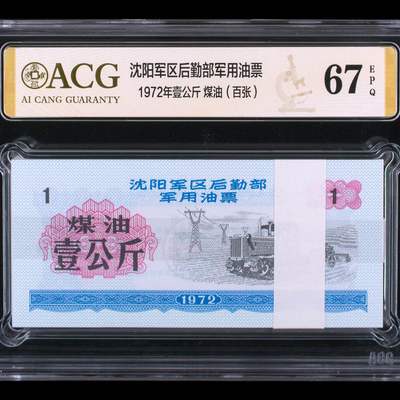 ACG
AI CANG GUARANTY
沈阳军区后勤部军用油票
1972年壹公斤 煤油（百张）
67
EPQ
1
沈阳军区后勤部
军用油票
1
煤油
壹公斤
1972
ACG